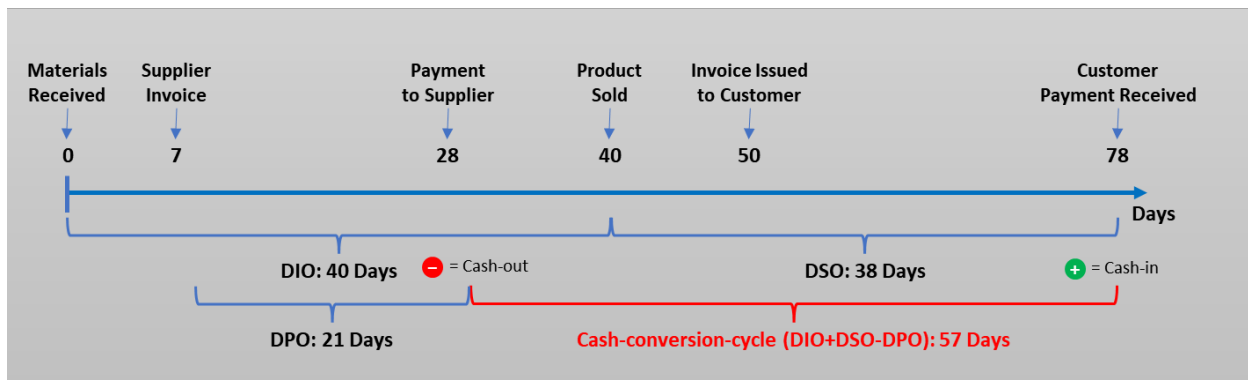 Materials Received
Supplier Invoice
Payment to Supplier
Product Sold
Invoice Issued to Customer
Customer Payment Received
0
7
28
40
50
78
Days
DIO: 40 Days
− = Cash-out
DSO: 38 Days
+ = Cash-in
DPO: 21 Days
Cash-conversion-cycle (DIO+DSO-DPO): 57 Days